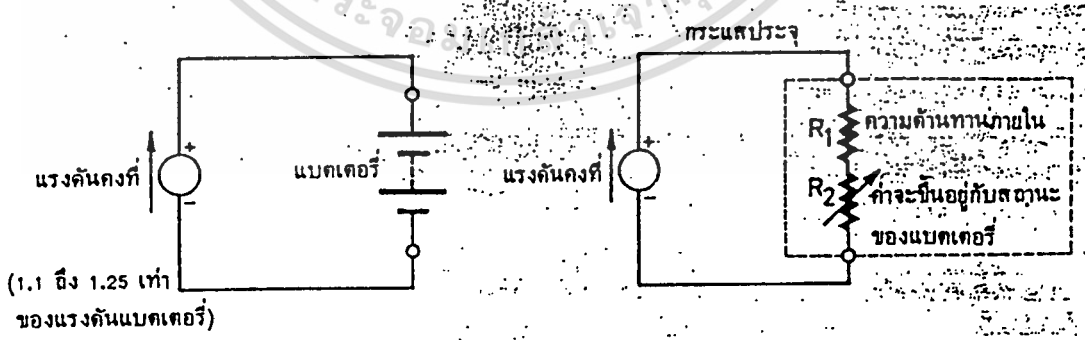 กระแสประจุ
+
แรงดันคงที่
-
แบตเตอรี่
(1.1 ถึง 1.25 เท่า
ของแรงดันแบตเตอรี่)
แรงดันคงที่
+
-
R1
ความต้านทานภายใน
R2
ค่าจะขึ้นอยู่กับสถานะ
ของแบตเตอรี่